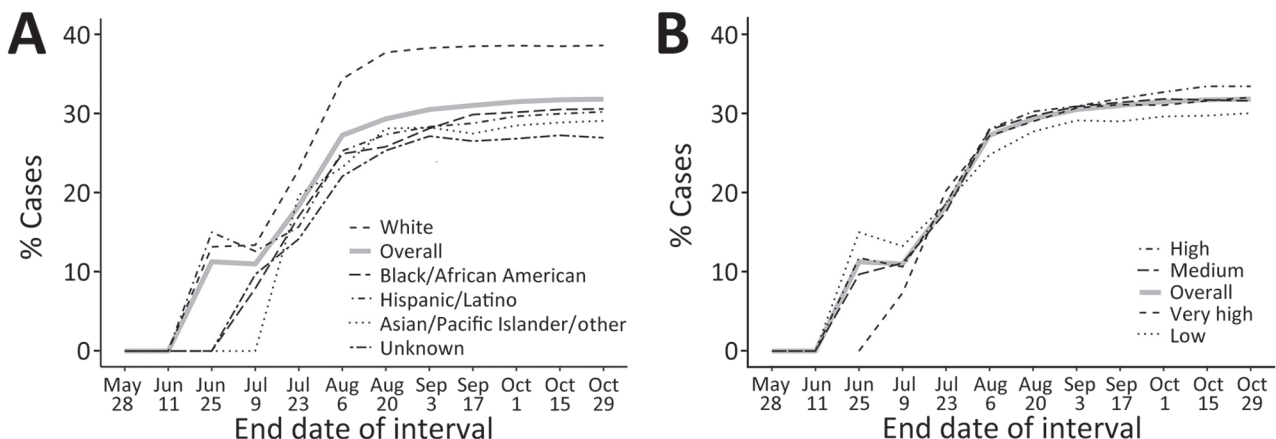 A
% Cases
40
30
20
10
0
White
Overall
Black/African American
Hispanic/Latino
Asian/Pacific Islander/other
Unknown
May 28
Jun 11
Jun 25
Jul 9
Jul 23
Aug 6
Aug 20
Sep 3
Sep 17
Oct 1
Oct 15
Oct 29
End date of interval
B
% Cases
40
30
20
10
0
High
Medium
Overall
Very high
Low
May 28
Jun 11
Jun 25
Jul 9
Jul 23
Aug 6
Aug 20
Sep 3
Sep 17
Oct 1
Oct 15
Oct 29
End date of interval